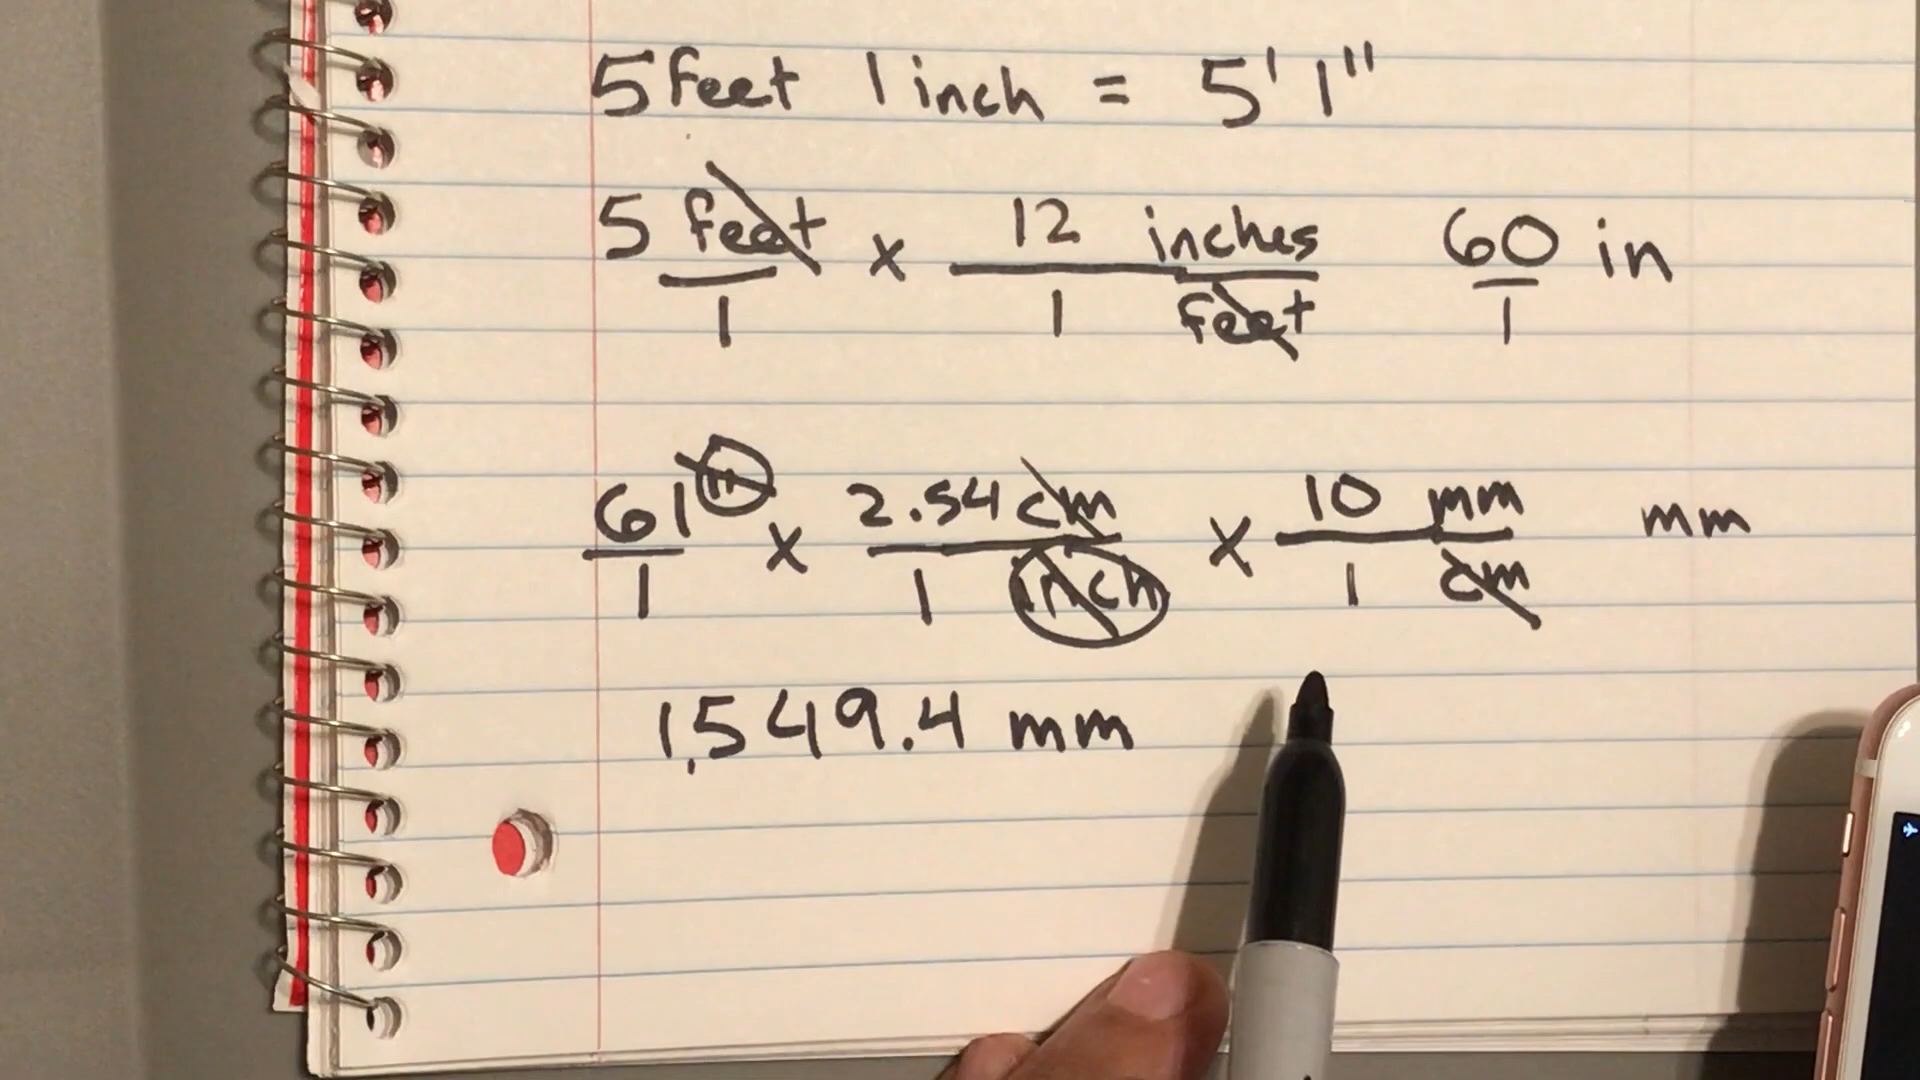 5 feet 1 inch = 5' 1"
5 feet x 12 inches 60 in
1 1 feet 1
61 in x 2.54 cm x 10 mm mm
1 1 inch 1 cm
1,549.4 mm